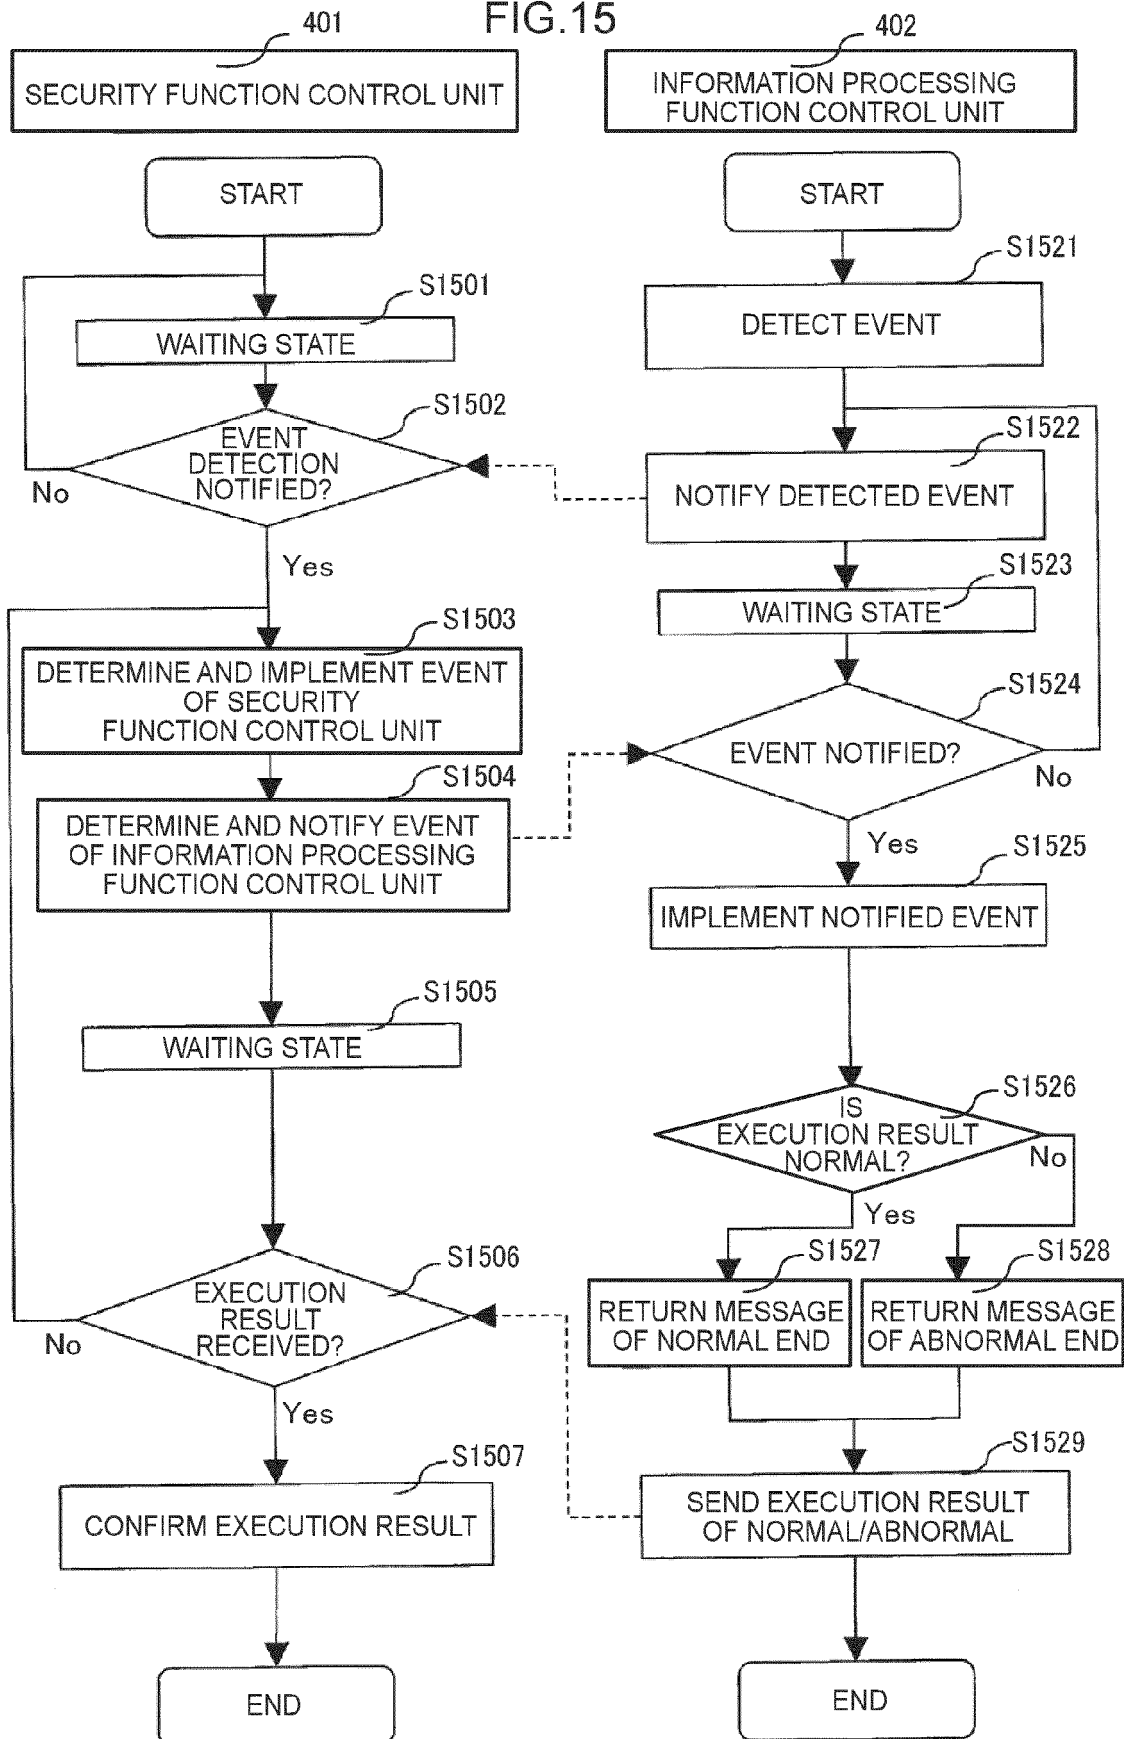 FIG.15
401
SECURITY FUNCTION CONTROL UNIT
START
S1501
WAITING STATE
S1502
EVENT
DETECTION
NOTIFIED?
No
Yes
S1503
DETERMINE AND IMPLEMENT EVENT
OF SECURITY
FUNCTION CONTROL UNIT
S1504
DETERMINE AND NOTIFY EVENT
OF INFORMATION PROCESSING
FUNCTION CONTROL UNIT
S1505
WAITING STATE
S1506
EXECUTION
RESULT
RECEIVED?
No
Yes
S1507
CONFIRM EXECUTION RESULT
END
402
INFORMATION PROCESSING
FUNCTION CONTROL UNIT
START
S1521
DETECT EVENT
S1522
NOTIFY DETECTED EVENT
S1523
WAITING STATE
S1524
EVENT NOTIFIED?
No
Yes
S1525
IMPLEMENT NOTIFIED EVENT
S1526
IS
EXECUTION RESULT
NORMAL?
No
Yes
S1527
RETURN MESSAGE
OF NORMAL END
S1528
RETURN MESSAGE
OF ABNORMAL END
S1529
SEND EXECUTION RESULT
OF NORMAL/ABNORMAL
END